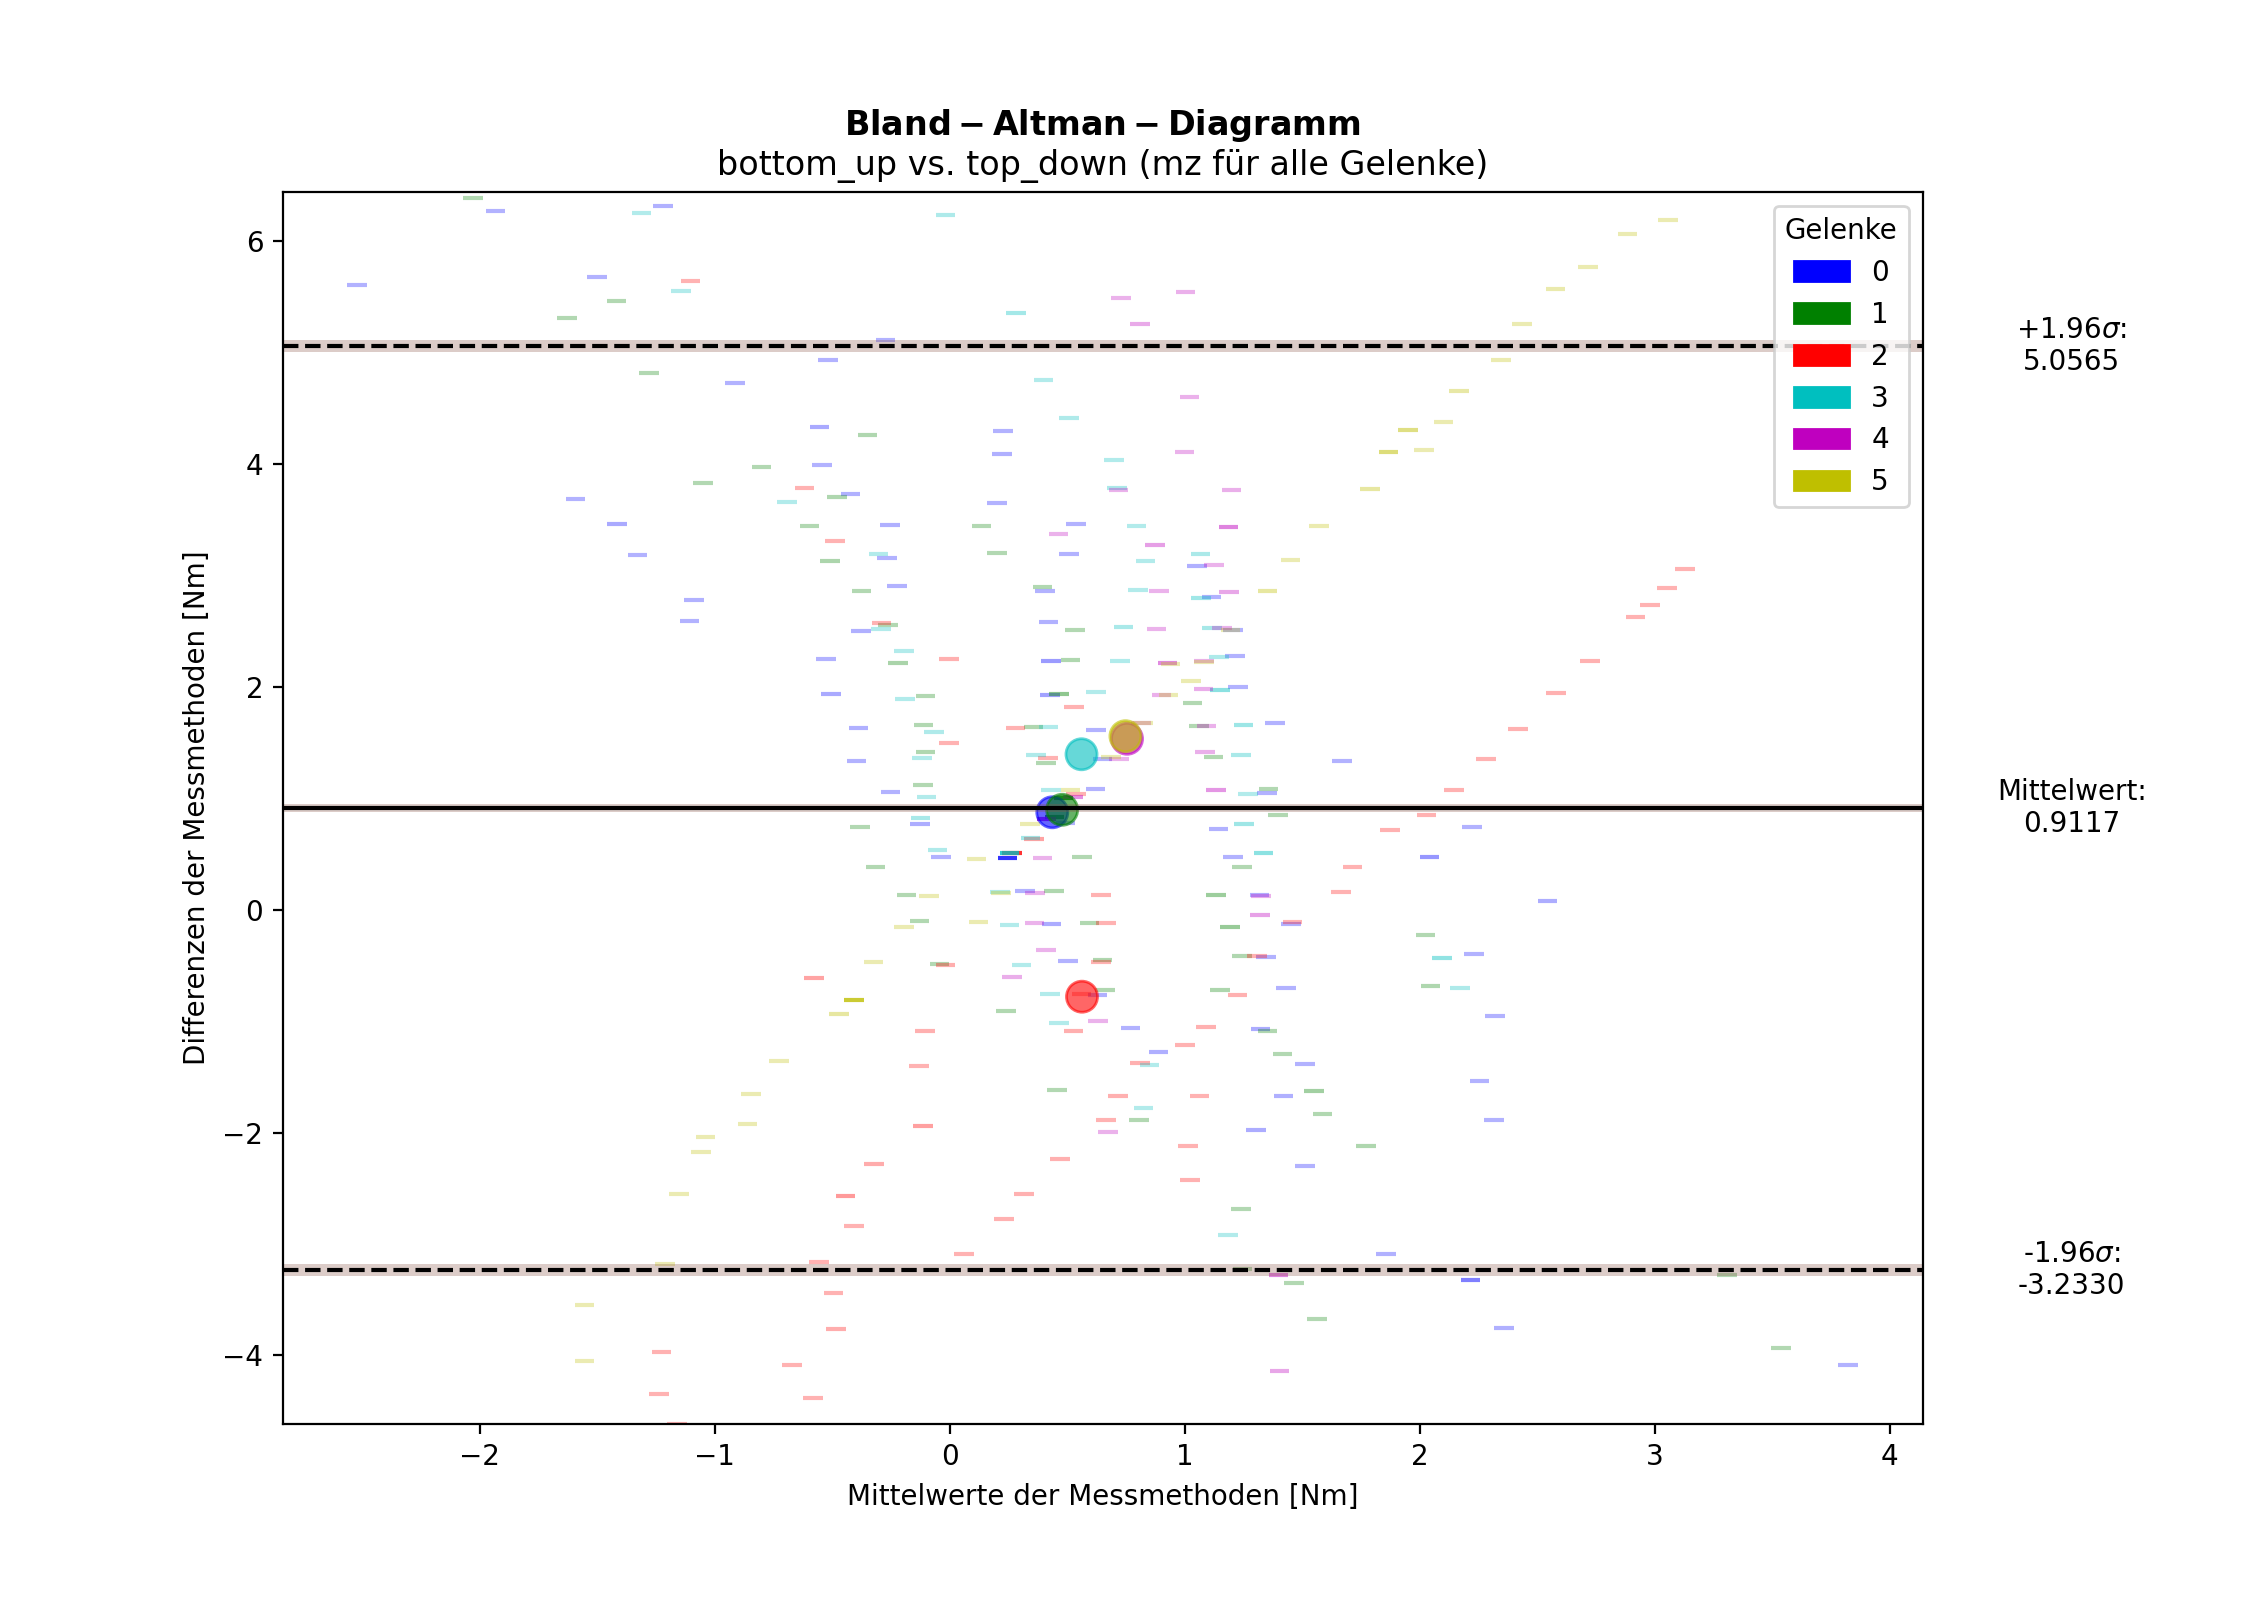 Bland – Altman – Diagramm
bottom_up vs. top_down (mz für alle Gelenke)
Differenzen der Messmethoden [Nm]
6
4
2
0
−2
−4
Gelenke
0
1
2
3
4
5
+1.96σ:
5.0565
Mittelwert:
0.9117
-1.96σ:
-3.2330
−2
−1
0
1
2
3
4
Mittelwerte der Messmethoden [Nm]